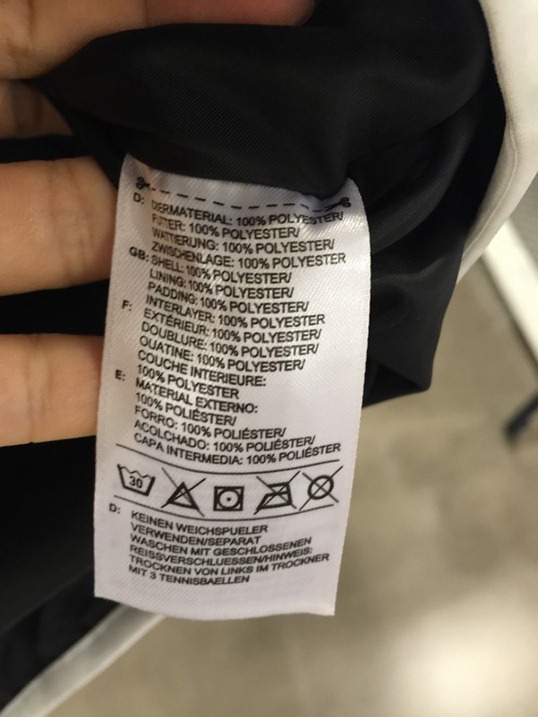 D: OBERMATERIAL: 100% POLYESTER/
FUTTER: 100% POLYESTER/
WATTIERUNG: 100% POLYESTER/
ZWISCHENLAGE: 100% POLYESTER
GB: SHELL: 100% POLYESTER/
LINING: 100% POLYESTER/
PADDING: 100% POLYESTER/
INTERLAYER: 100% POLYESTER
F: EXTÉRIEUR: 100% POLYESTER/
DOUBLURE: 100% POLYESTER/
OUATINE: 100% POLYESTER/
COUCHE INTERIEURE:
100% POLYESTER
E: MATERIAL EXTERNO:
100% POLIÉSTER/
FORRO: 100% POLIÉSTER/
ACOLCHADO: 100% POLIÉSTER/
CAPA INTERMEDIA: 100% POLIÉSTER
30
D: KEINEN WEICHSPUELER
VERWENDEN/SEPARAT
WASCHEN MIT GESCHLOSSENEN
REISSVERSCHLUESSEN/HINWEIS:
TROCKNEN VON LINKS IM TROCKNER
MIT 3 TENNISBAELLEN